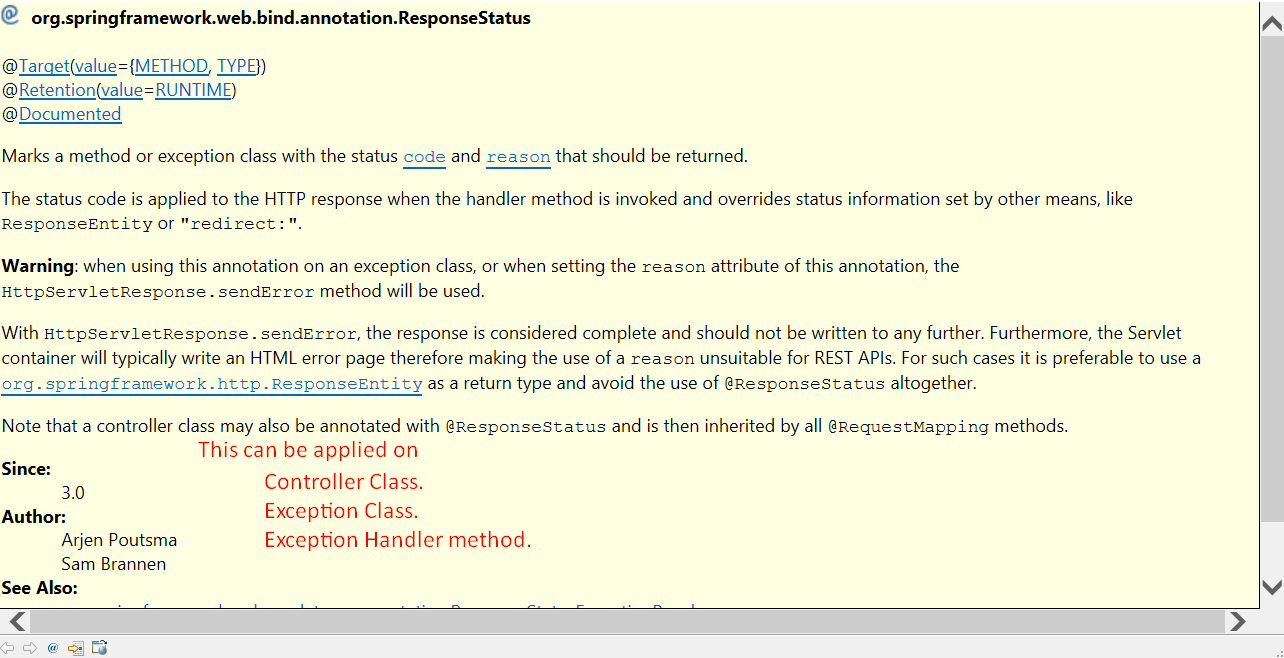 org.springframework.web.bind.annotation.ResponseStatus
@Target(value={METHOD, TYPE})
@Retention(value=RUNTIME)
@Documented
Marks a method or exception class with the status code and reason that should be returned.
The status code is applied to the HTTP response when the handler method is invoked and overrides status information set by other means, like
ResponseEntity or "redirect:".
Warning: when using this annotation on an exception class, or when setting the reason attribute of this annotation, the
HttpServletResponse.sendError method will be used.
With HttpServletResponse.sendError, the response is considered complete and should not be written to any further. Furthermore, the Servlet
container will typically write an HTML error page therefore making the use of a reason unsuitable for REST APIs. For such cases it is preferable to use a
org.springframework.http.ResponseEntity as a return type and avoid the use of @ResponseStatus altogether.
Note that a controller class may also be annotated with @ResponseStatus and is then inherited by all @RequestMapping methods.
This can be applied on
Controller Class.
Exception Class.
Exception Handler method.
Since:
3.0
Author:
Arjen Poutsma
Sam Brannen
See Also: